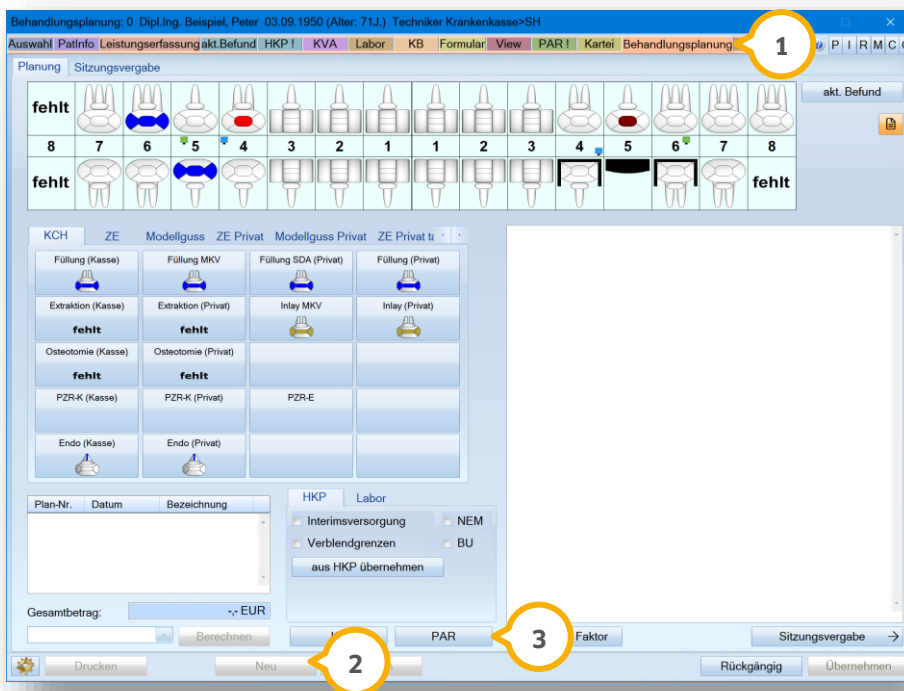 Behandlungsplanung: 0 Dipl.Ing. Beispiel, Peter 03.09.1950 (Alter: 71J.) Techniker Krankenkasse>SH
Auswahl PatInfo Leistungserfassung akt.Befund HKP ! KVA Labor KB Formular View PAR ! Kartei Behandlungsplanung 1 P I R M C
Planung Sitzungsvergabe
akt. Befund
fehlt
8 7 6 5 4 3 2 1 1 2 3 4 5 6 7 8
fehlt fehlt
KCH ZE Modellguss ZE Privat Modellguss Privat ZE Privat
Füllung (Kasse) Füllung MKV Füllung SDA (Privat) Füllung (Privat)
Extraktion (Kasse) Extraktion (Privat) Inlay MKV Inlay (Privat)
fehlt fehlt
Osteotomie (Kasse) Osteotomie (Privat)
fehlt fehlt
PZR-K (Kasse) PZR-K (Privat) PZR-E
Endo (Kasse) Endo (Privat)
HKP Labor
Plan-Nr. Datum Bezeichnung
Interimsversorgung NEM
Verblendgrenzen BU
aus HKP übernehmen
Gesamtbetrag: -,- EUR
Berechnen PAR 3 Faktor Sitzungsvergabe →
Drucken Neu 2 Rückgängig Übernehmen